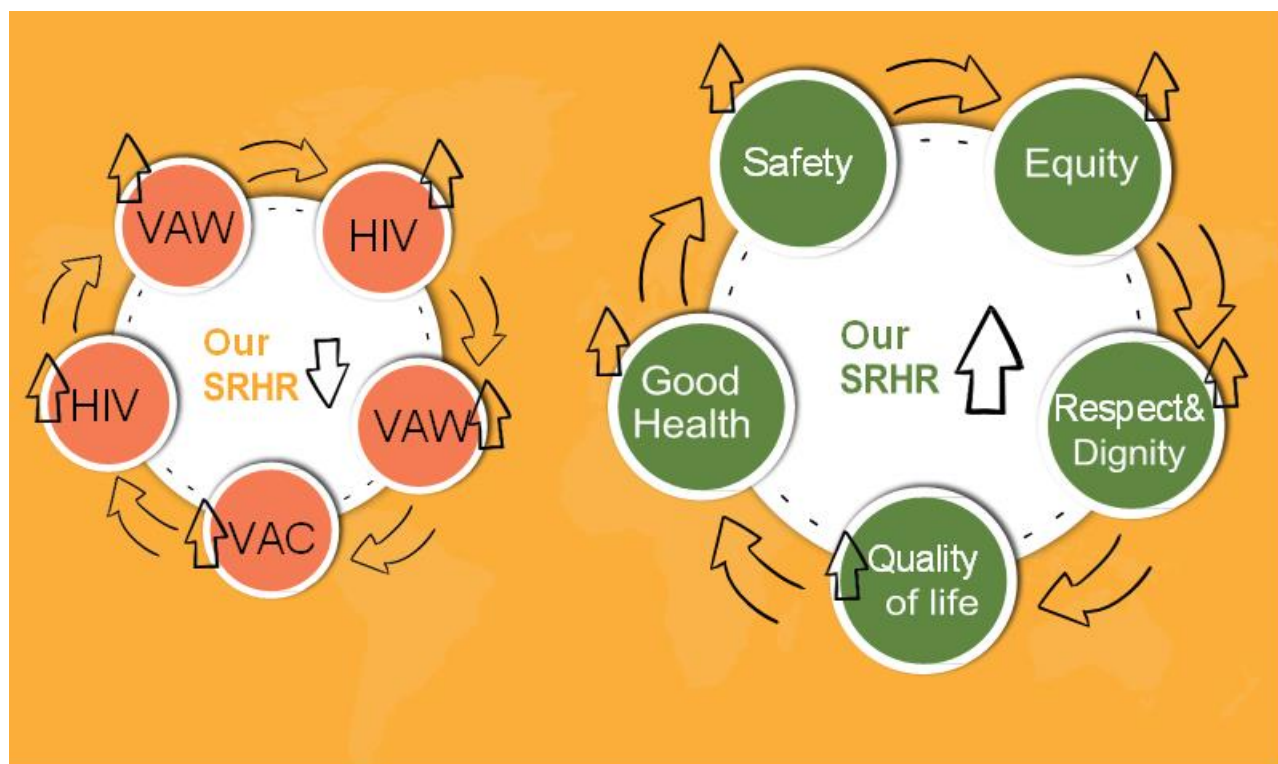 VAW
HIV
Our
SRHR
HIV
VAW
VAC
Safety
Equity
Our
SRHR
Good
Health
Respect&
Dignity
Quality
of life